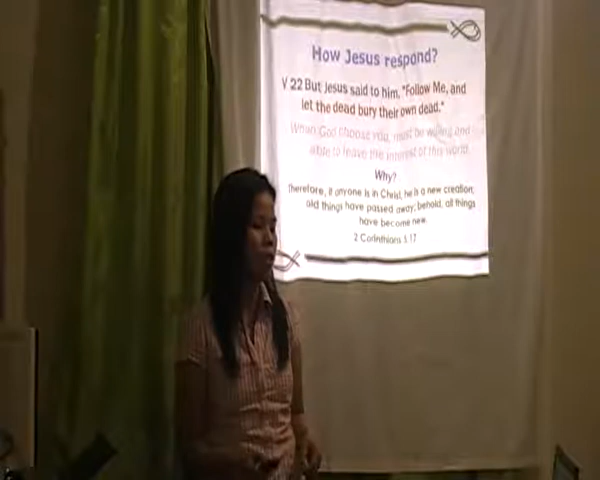 How Jesus respond?
V 22 But Jesus said to him, "Follow Me, and
let the dead bury their own dead."
When God choose you, must be willing and
able to leave the interest of this world.
Why?
Therefore, if anyone is in Christ, he is a new creation;
old things have passed away; behold, all things
have become new.
2 Corinthians 5:17